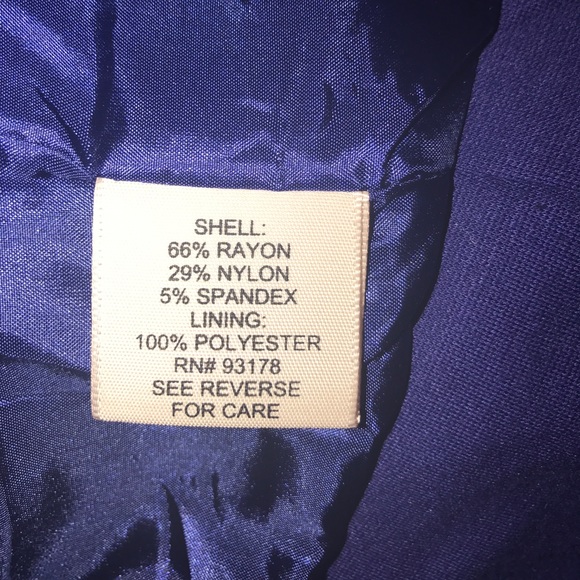 SHELL:
66% RAYON
29% NYLON
5% SPANDEX
LINING:
100% POLYESTER
RN# 93178
SEE REVERSE
FOR CARE